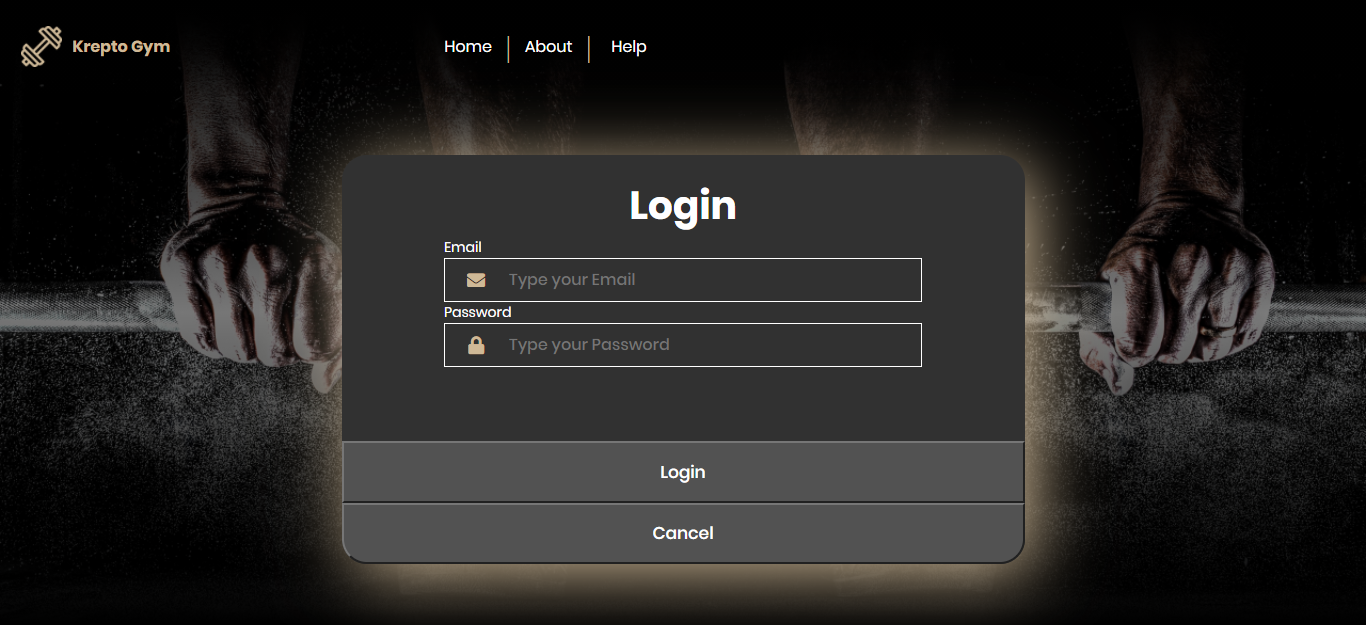 Krepto Gym
Home About Help
Login
Email
Type your Email
Password
Type your Password
Login
Cancel